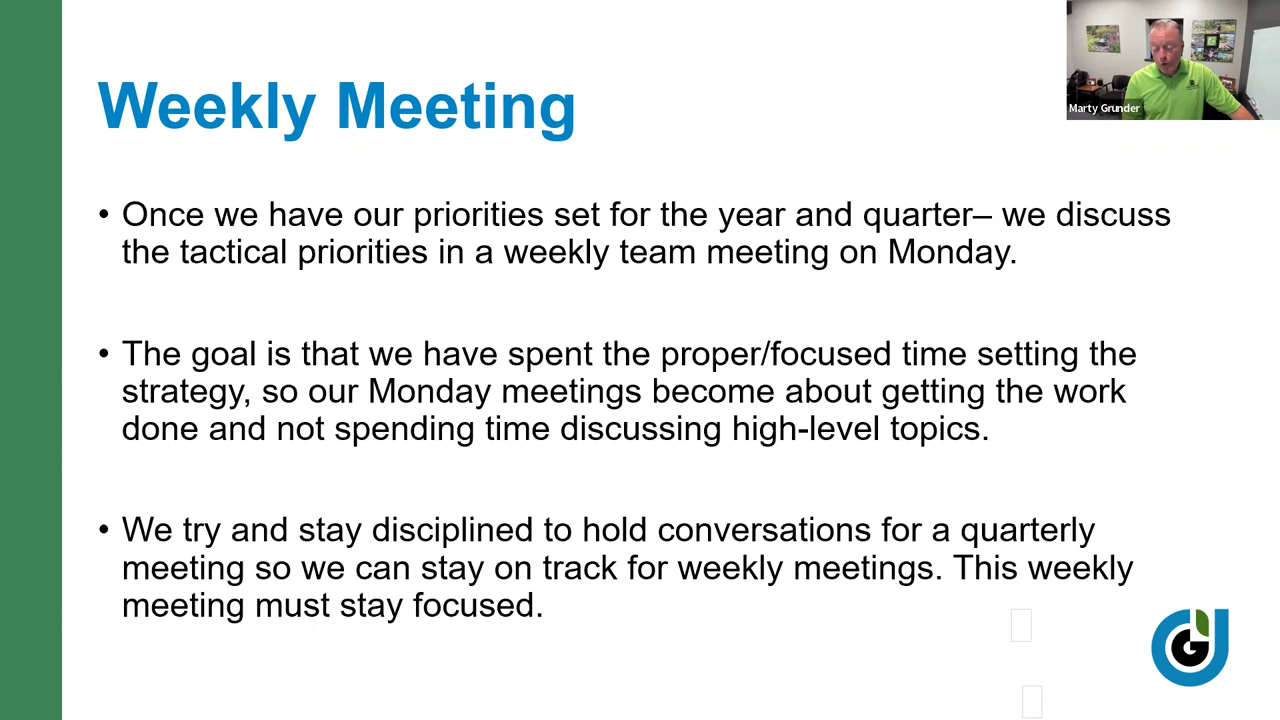 Weekly Meeting
Marty Grunder
• Once we have our priorities set for the year and quarter– we discuss
the tactical priorities in a weekly team meeting on Monday.
• The goal is that we have spent the proper/focused time setting the
strategy, so our Monday meetings become about getting the work
done and not spending time discussing high-level topics.
• We try and stay disciplined to hold conversations for a quarterly
meeting so we can stay on track for weekly meetings. This weekly
meeting must stay focused.
G